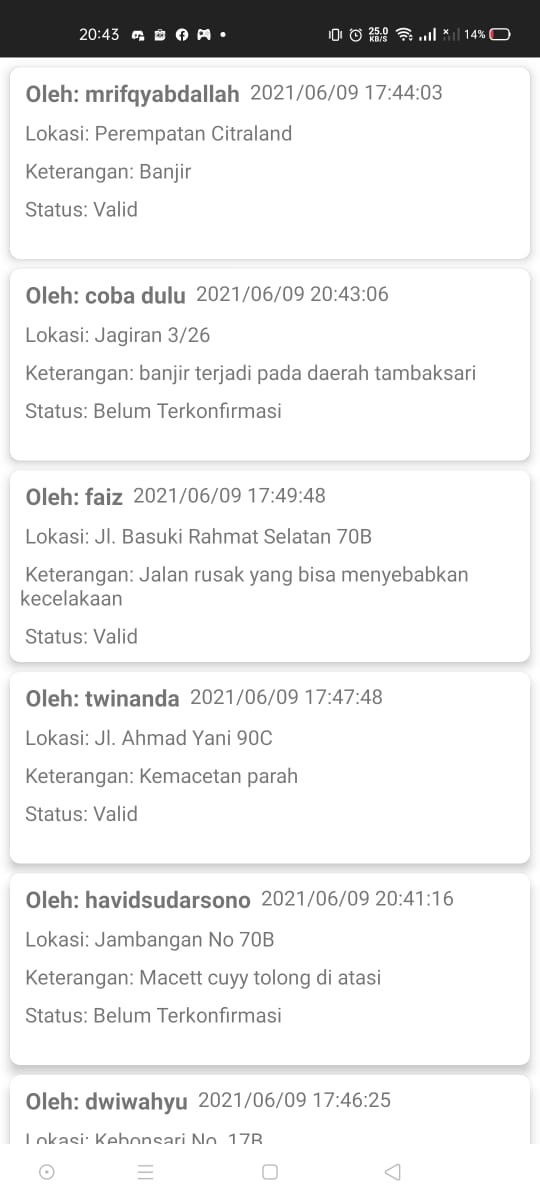 20:43
25.0 KB/S
14%
Oleh: mrifqyabdallah 2021/06/09 17:44:03
Lokasi: Perempatan Citraland
Keterangan: Banjir
Status: Valid
Oleh: coba dulu 2021/06/09 20:43:06
Lokasi: Jagiran 3/26
Keterangan: banjir terjadi pada daerah tambaksari
Status: Belum Terkonfirmasi
Oleh: faiz 2021/06/09 17:49:48
Lokasi: Jl. Basuki Rahmat Selatan 70B
Keterangan: Jalan rusak yang bisa menyebabkan
kecelakaan
Status: Valid
Oleh: twinanda 2021/06/09 17:47:48
Lokasi: Jl. Ahmad Yani 90C
Keterangan: Kemacetan parah
Status: Valid
Oleh: havidsudarsono 2021/06/09 20:41:16
Lokasi: Jambangan No 70B
Keterangan: Macett cuyy tolong di atasi
Status: Belum Terkonfirmasi
Oleh: dwiwahyu 2021/06/09 17:46:25
Lokasi: Kebonsari No. 17B